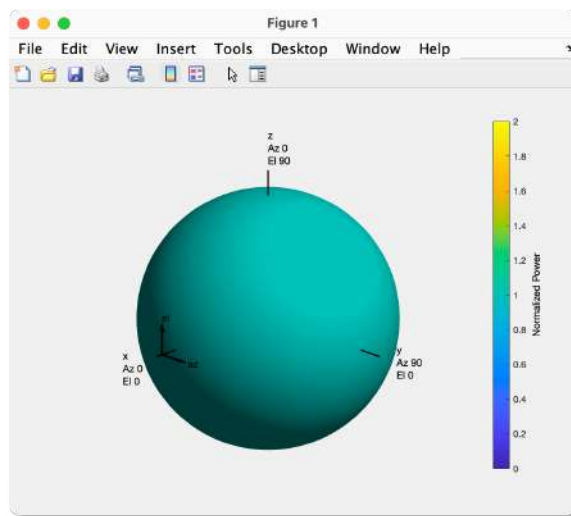 Figure 1
File Edit View Insert Tools Desktop Window Help
z
Az 0
El 90
el
az
x
Az 0
El 0
y
Az 90
El 0
2
1.8
1.6
1.4
1.2
1
0.8
0.6
0.4
0.2
0
Normalized Power